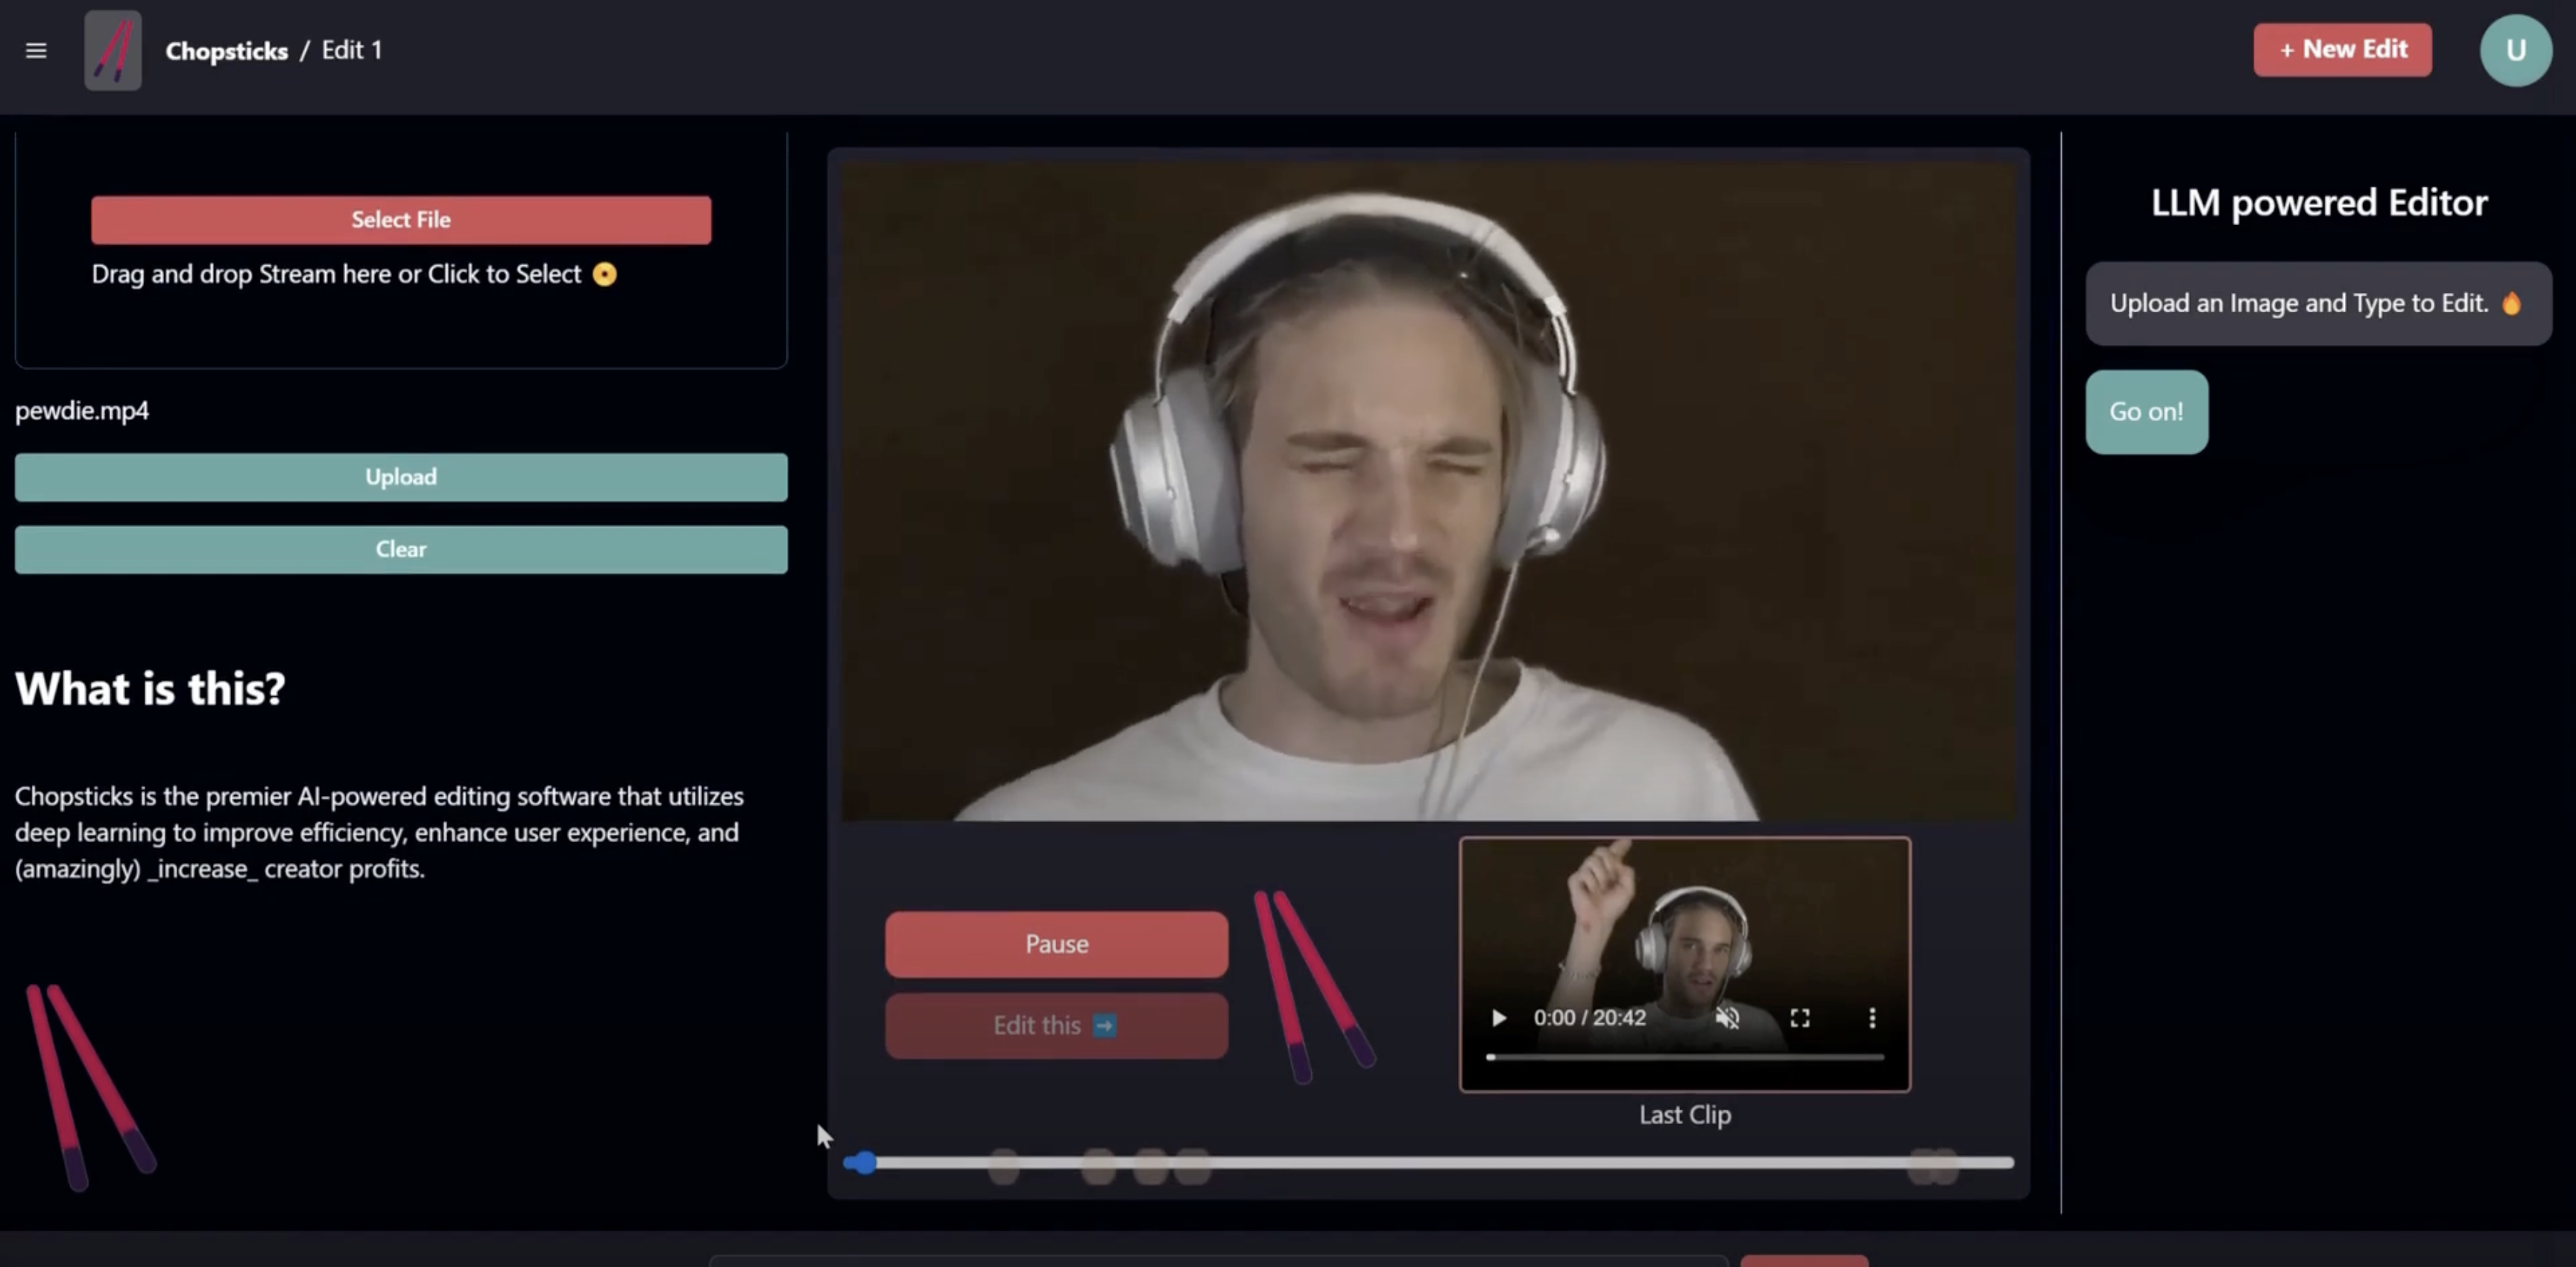 Chopsticks / Edit 1
+ New Edit
U
Select File
Drag and drop Stream here or Click to Select
pewdie.mp4
Upload
Clear
What is this?
Chopsticks is the premier AI-powered editing software that utilizes
deep learning to improve efficiency, enhance user experience, and
(amazingly) _increase_ creator profits.
Pause
Edit this ➡️
0:00 / 20:42
Last Clip
LLM powered Editor
Upload an Image and Type to Edit. 🔥
Go on!